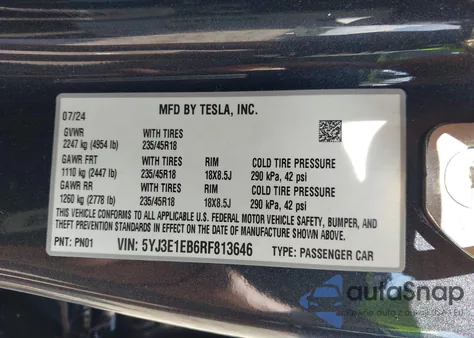 MFD BY TESLA, INC.
07/24
GVWR WITH TIRES
2247 kg (4954 lb) 235/45R18
GAWR FRT WITH TIRES RIM COLD TIRE PRESSURE
1110 kg (2447 lb) 235/45R18 18X8.5J 290 kPa, 42 psi
GAWR RR WITH TIRES RIM COLD TIRE PRESSURE
1260 kg (2778 lb) 235/45R18 18X8.5J 290 kPa, 42 psi
THIS VEHICLE CONFORMS TO ALL APPLICABLE U.S. FEDERAL MOTOR VEHICLE SAFETY, BUMPER, AND
THEFT PREVENTION STANDARDS IN EFFECT ON THE DATE OF MANUFACTURE SHOWN ABOVE.
PNT: PN01 VIN: 5YJ3E1EB6RF813646 TYPE: PASSENGER CAR
autaSnap